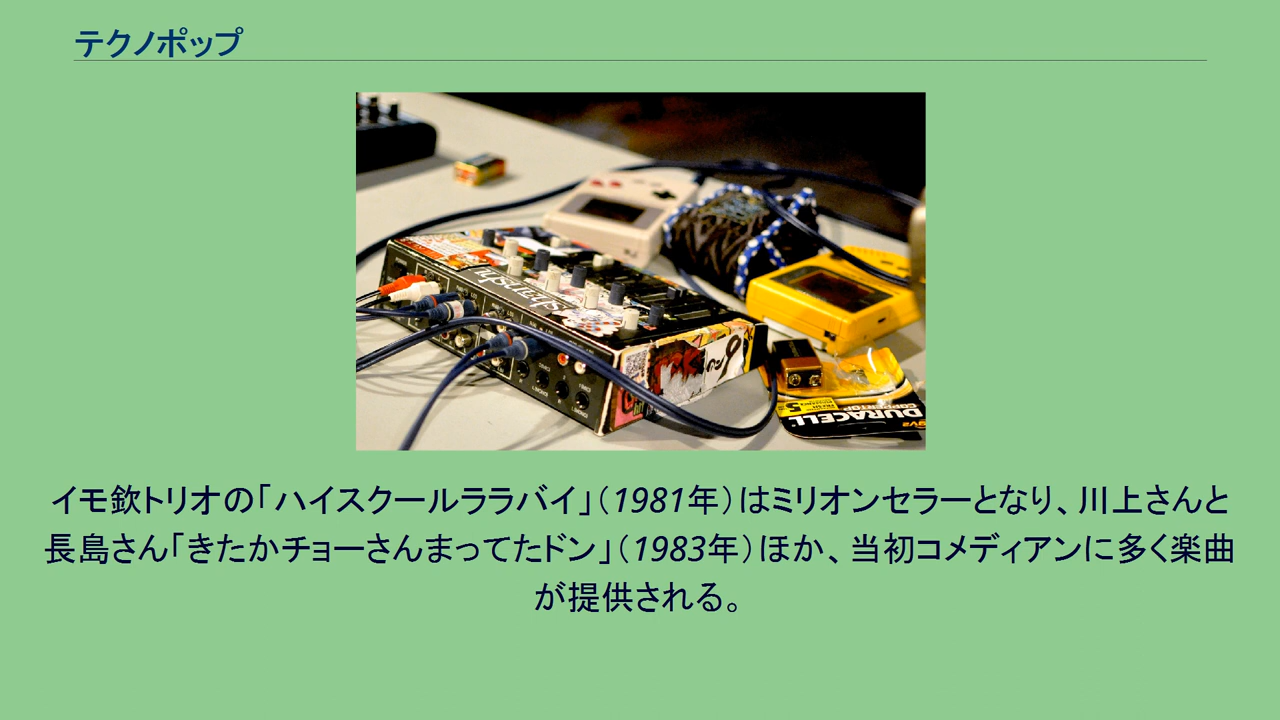 テクノポップ
shanshi
DURACELL
COPPERTOP
5
イモ欽トリオの｢ハイスクールララバイ｣（1981年）はミリオンセラーとなり、川上さんと
長島さん｢きたかチョーさんまってたドン｣（1983年）ほか、当初コメディアンに多く楽曲
が提供される。